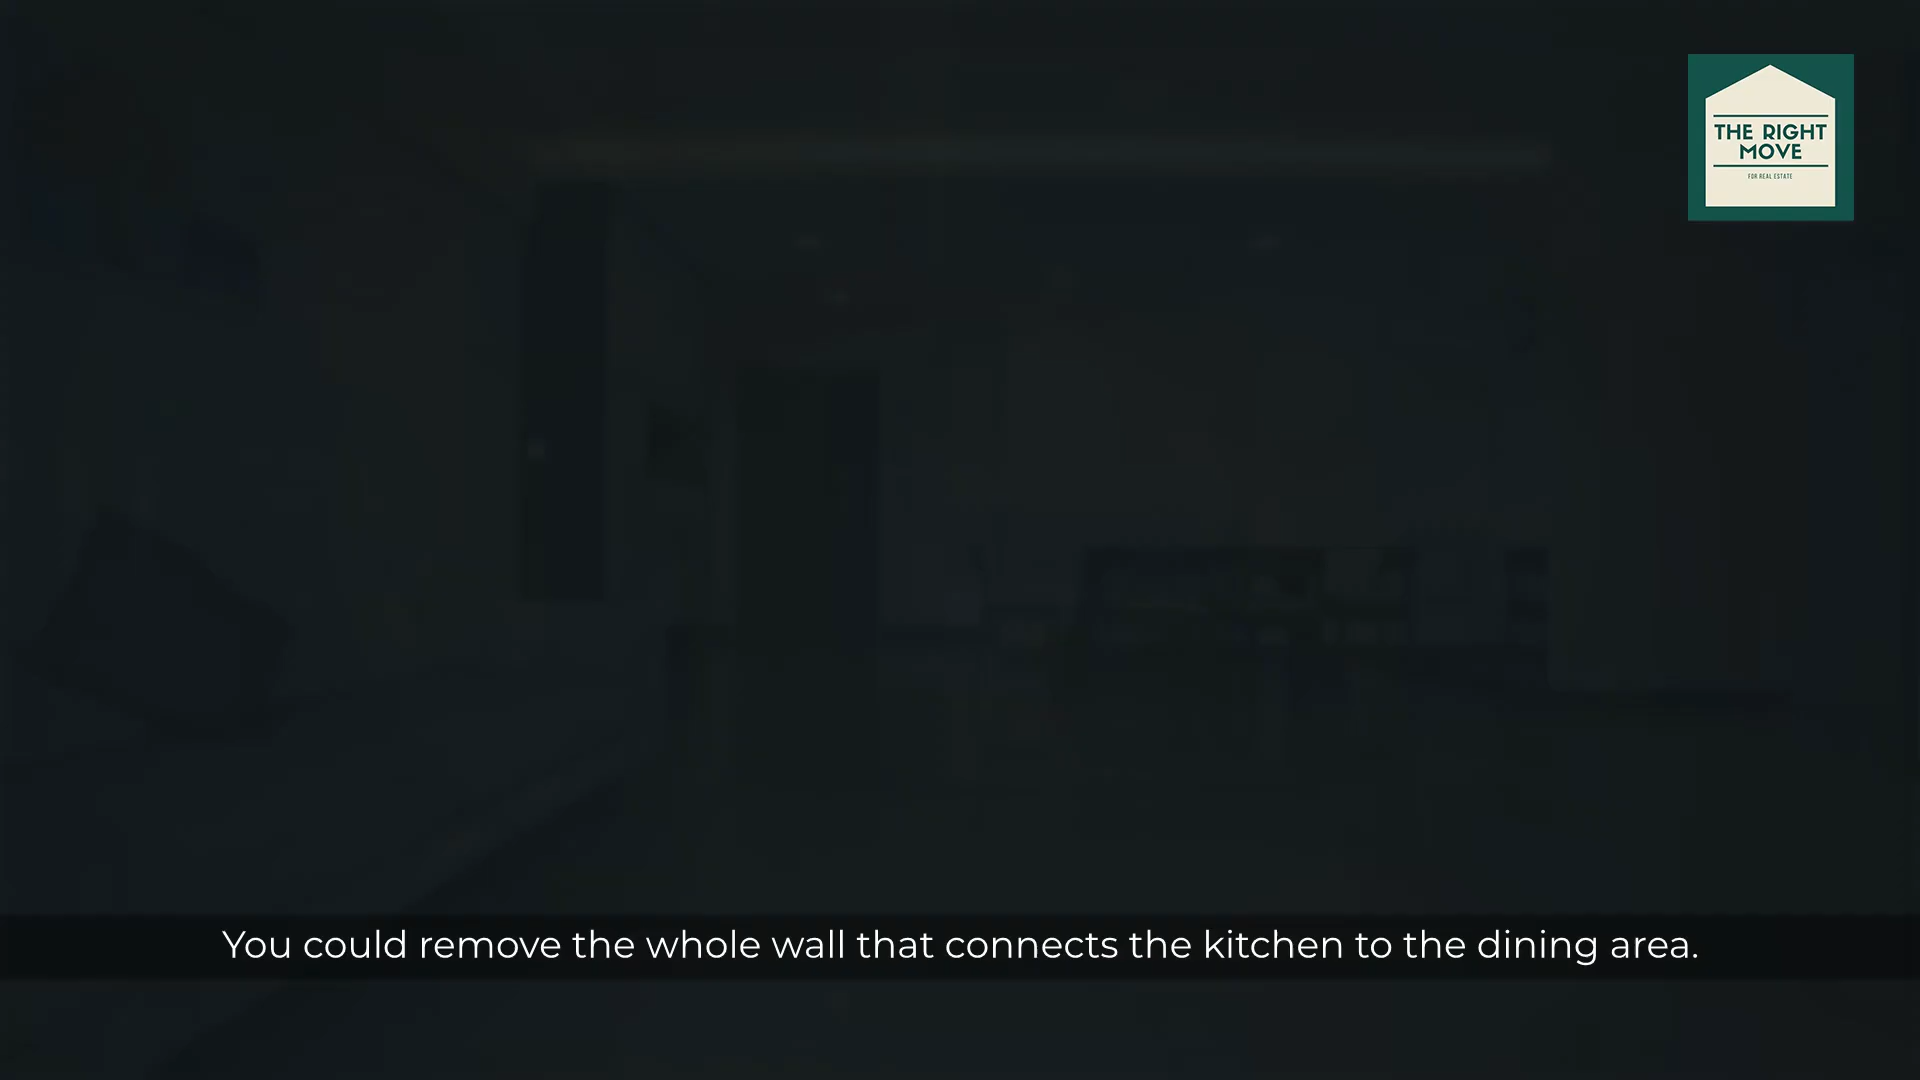 THE RIGHT
MOVE
FOR REAL ESTATE
You could remove the whole wall that connects the kitchen to the dining area.